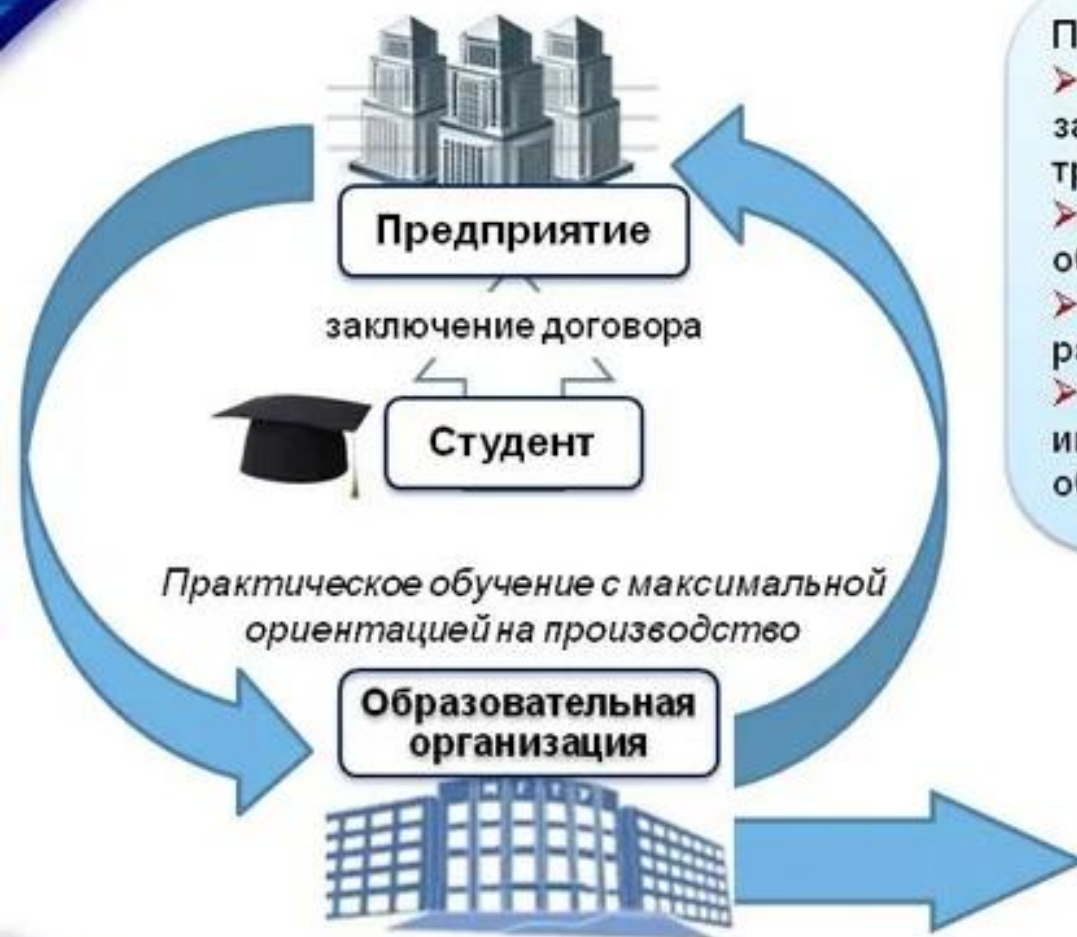 Предприятие
заключение договора
Студент
Практическое обучение с максимальной
ориентацией на производство
Образовательная
организация